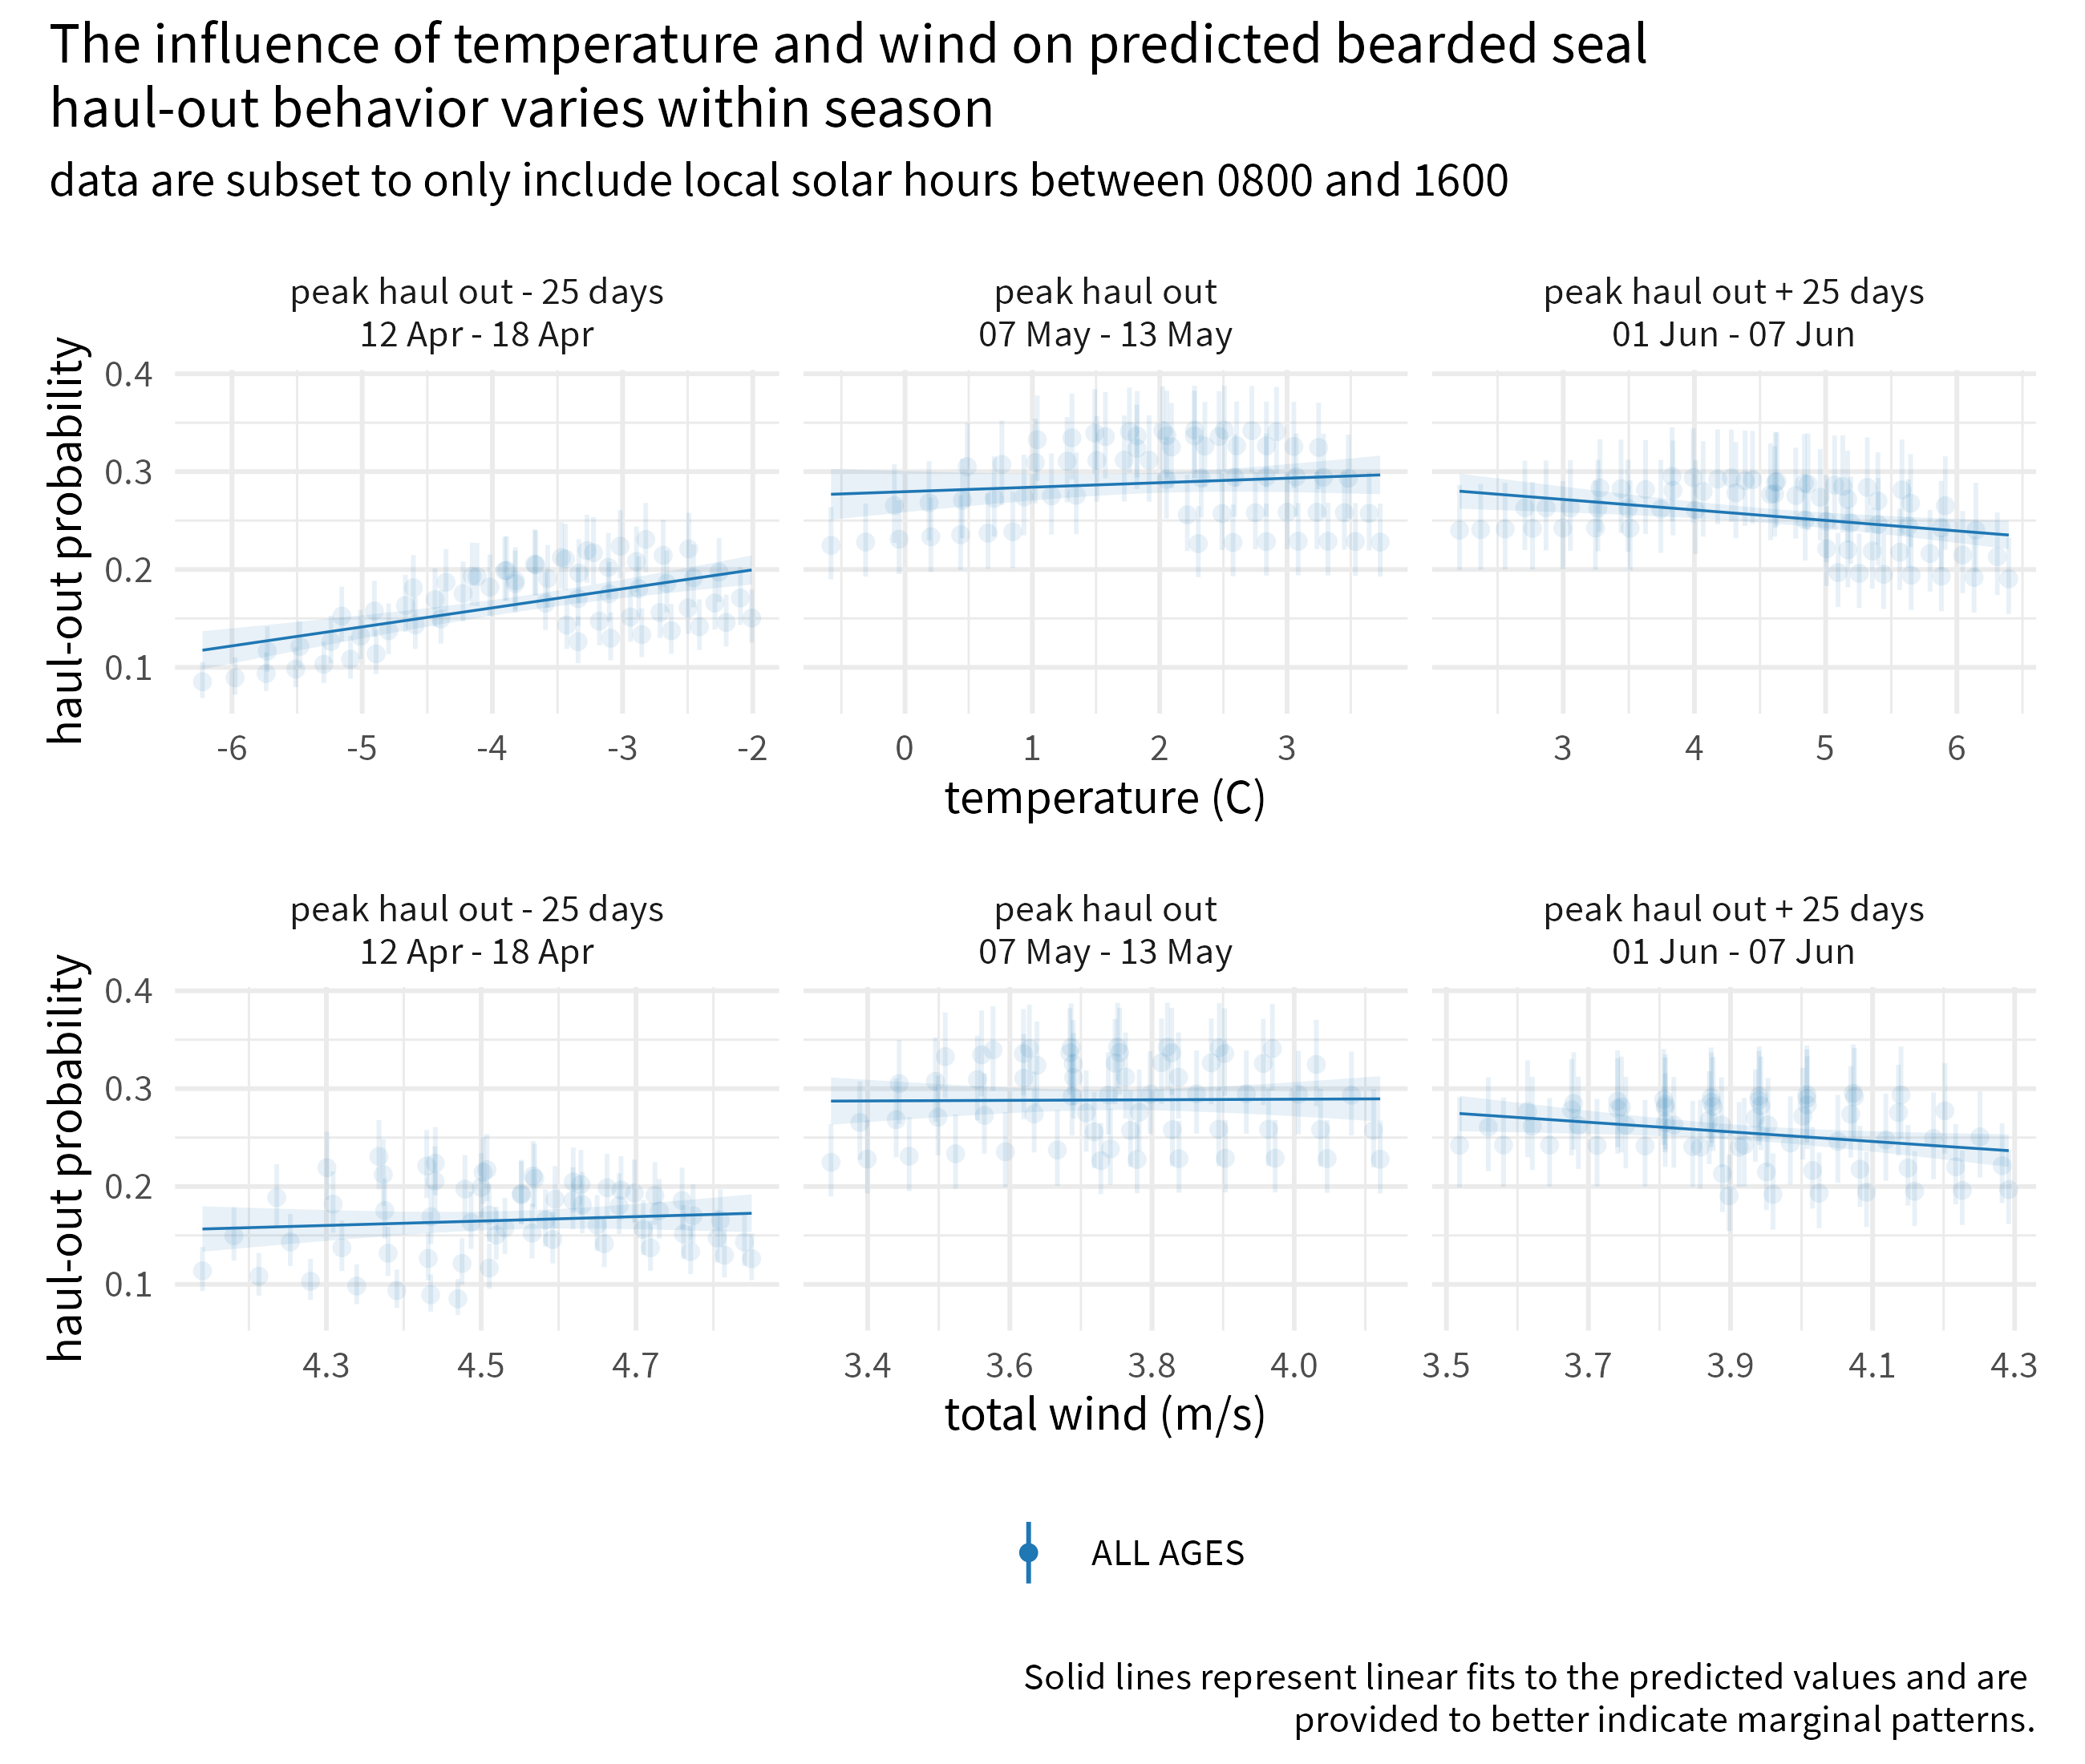 The influence of temperature and wind on predicted bearded seal
haul-out behavior varies within season
data are subset to only include local solar hours between 0800 and 1600
peak haul out - 25 days
12 Apr - 18 Apr
peak haul out
07 May - 13 May
peak haul out + 25 days
01 Jun - 07 Jun
haul-out probability
0.4
0.3
0.2
0.1
-6 -5 -4 -3 -2
0 1 2 3
3 4 5 6
temperature (C)
peak haul out - 25 days
12 Apr - 18 Apr
peak haul out
07 May - 13 May
peak haul out + 25 days
01 Jun - 07 Jun
haul-out probability
0.4
0.3
0.2
0.1
4.3 4.5 4.7
3.4 3.6 3.8 4.0
3.5 3.7 3.9 4.1 4.3
total wind (m/s)
ALL AGES
Solid lines represent linear fits to the predicted values and are
provided to better indicate marginal patterns.